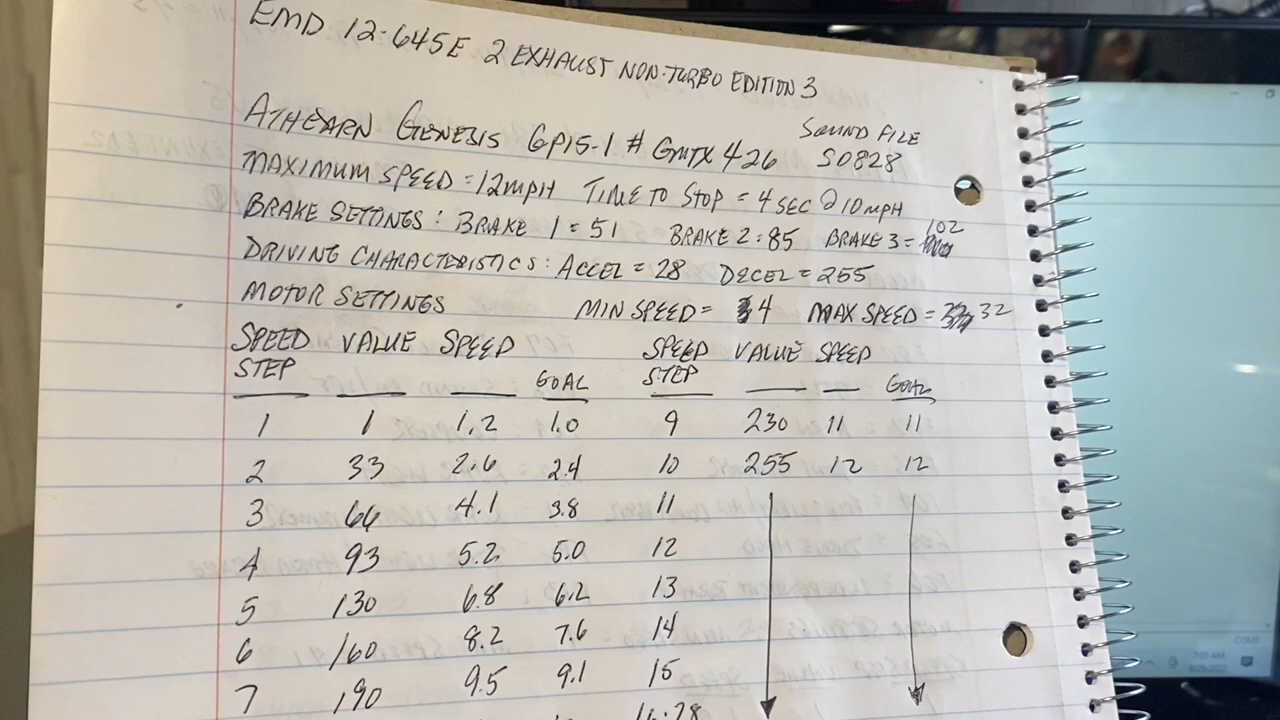 EMD 12-645E 2 EXHAUST NON-TURBO EDITION 3
ATHEARN GENESIS GP15-1 # GMTX 426 SOUND FILE S0828
MAXIMUM SPEED = 12MPH TIME TO STOP = 4 SEC @ 10 MPH
BRAKE SETTINGS: BRAKE 1 = 51 BRAKE 2 = 85 BRAKE 3 = 102
DRIVING CHARACTERISTICS: ACCEL = 28 DECEL = 255
MOTOR SETTINGS MIN SPEED = 4 MAX SPEED = 32
SPEED STEP VALUE SPEED GOAL SPEED STEP VALUE SPEED GOAL
1 1 1.2 1.0 9 230 11 11
2 33 2.6 2.4 10 255 12 12
3 66 4.1 3.8 11
4 93 5.2 5.0 12
5 130 6.8 6.2 13
6 160 8.2 7.6 14
7 190 9.5 9.1 15
16-28